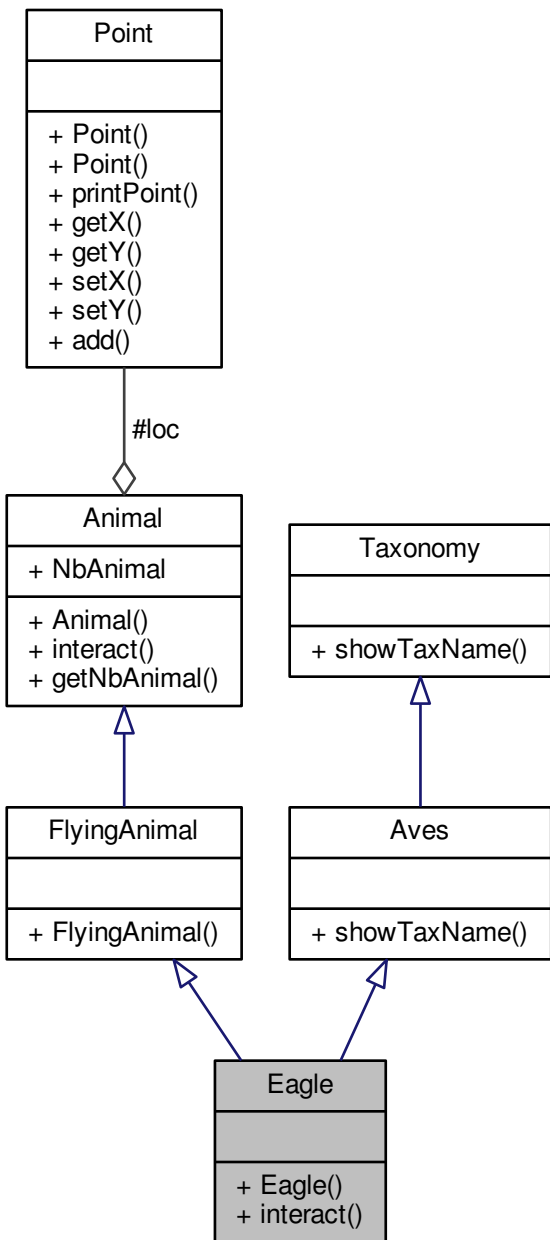 Point
+ Point()
+ Point()
+ printPoint()
+ getX()
+ getY()
+ setX()
+ setY()
+ add()
#loc
Animal
+ NbAnimal
+ Animal()
+ interact()
+ getNbAnimal()
Taxonomy
+ showTaxName()
FlyingAnimal
+ FlyingAnimal()
Aves
+ showTaxName()
Eagle
+ Eagle()
+ interact()